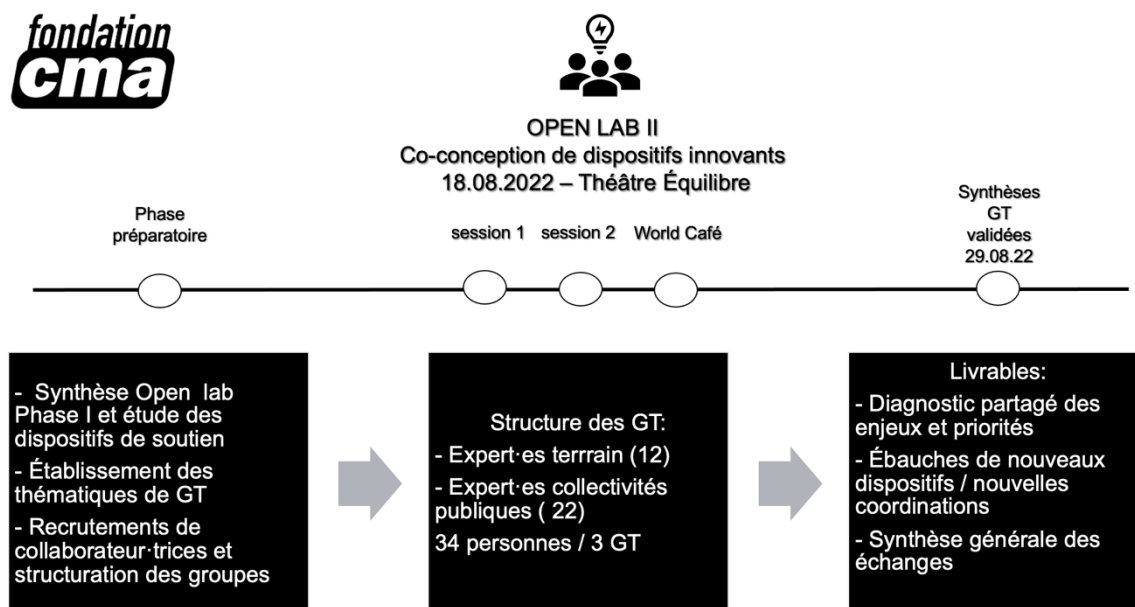 fondation
cma
OPEN LAB II
Co-conception de dispositifs innovants
18.08.2022 – Théâtre Équilibre
Phase
préparatoire
session 1
session 2
World Café
Synthèses
GT
validées
29.08.22
- Synthèse Open lab
Phase I et étude des
dispositifs de soutien
- Établissement des
thématiques de GT
- Recrutements de
collaborateur·trices et
structuration des groupes
Structure des GT:
- Expert·es terrrain (12)
- Expert·es collectivités
publiques ( 22)
34 personnes / 3 GT
Livrables:
- Diagnostic partagé des
enjeux et priorités
- Ébauches de nouveaux
dispositifs / nouvelles
coordinations
- Synthèse générale des
échanges